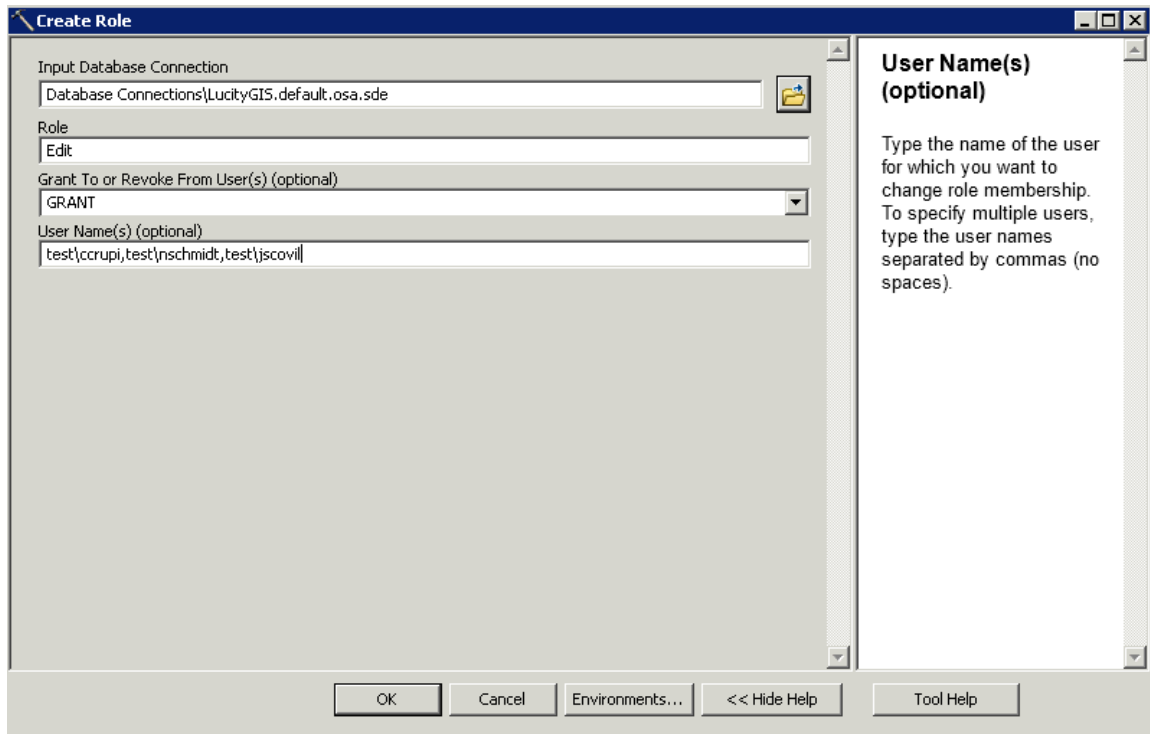 Create Role
Input Database Connection
Database Connections\LucityGIS.default.osa.sde
Role
Edit
Grant To or Revoke From User(s) (optional)
GRANT
User Name(s) (optional)
test\ccrupi,test\nschmidt,test\jscovil
User Name(s)
(optional)
Type the name of the user
for which you want to
change role membership.
To specify multiple users,
type the user names
separated by commas (no
spaces).
OK
Cancel
Environments...
<< Hide Help
Tool Help